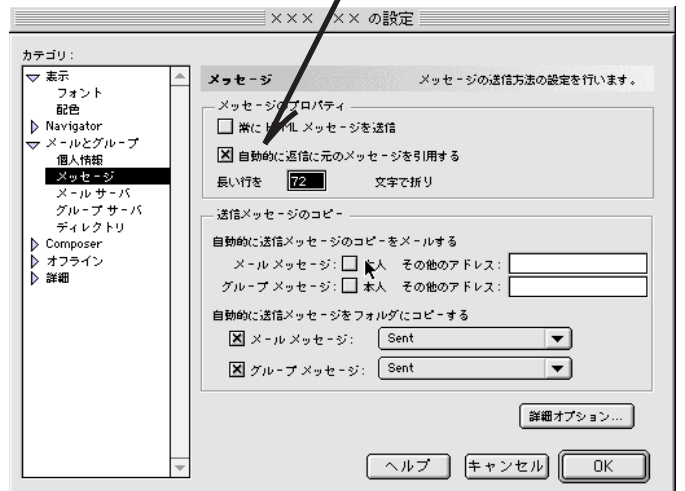 ××× ×× の設定
カテゴリ：
表示
フォント
配色
Navigator
メールとグループ
個人情報
メッセージ
メール サーバ
グループ サーバ
ディレクトリ
Composer
オフライン
詳細
メッセージ メッセージの送信方法の設定を行います。
メッセージのプロパティ
常に HTML メッセージを送信
自動的に返信に元のメッセージを引用する
長い行を 72 文字で折り
送信メッセージのコピー
自動的に送信メッセージのコピーをメールする
メール メッセージ： 本人 その他のアドレス：
グループ メッセージ： 本人 その他のアドレス：
自動的に送信メッセージをフォルダにコピーする
メール メッセージ： Sent
グループ メッセージ： Sent
詳細オプション...
ヘルプ キャンセル OK